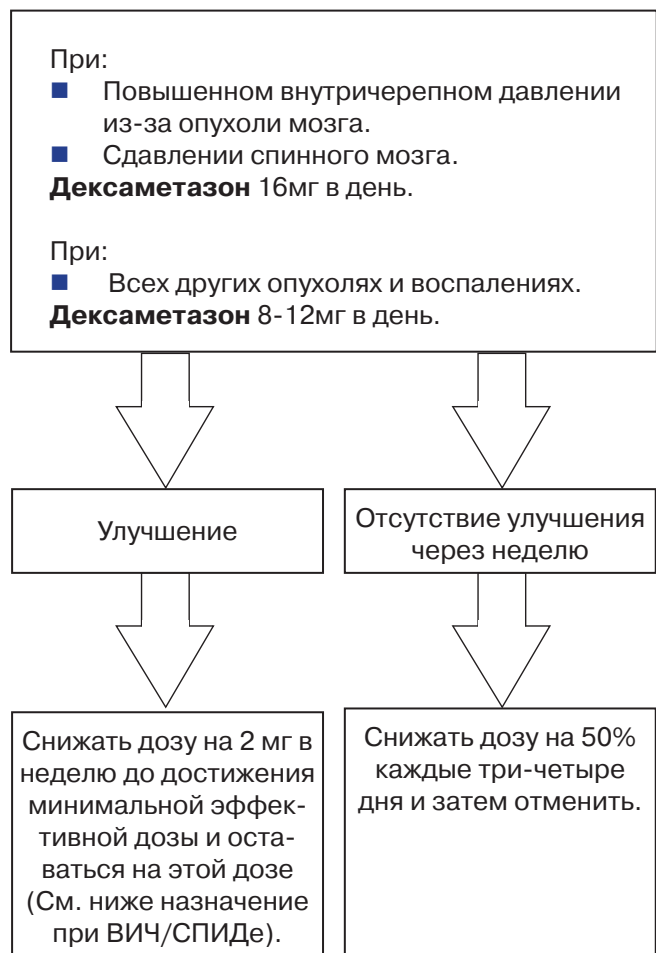 При:
■ Повышенном внутричерепном давлении
из-за опухоли мозга.
■ Сдавлении спинного мозга.
Дексаметазон 16мг в день.
При:
■ Всех других опухолях и воспалениях.
Дексаметазон 8-12мг в день.
Улучшение
Отсутствие улучшения
через неделю
Снижать дозу на 2 мг в
неделю до достижения
минимальной эффек-
тивной дозы и оста-
ваться на этой дозе
(См. ниже назначение
при ВИЧ/СПИДе).
Снижать дозу на 50%
каждые три-четыре
дня и затем отменить.